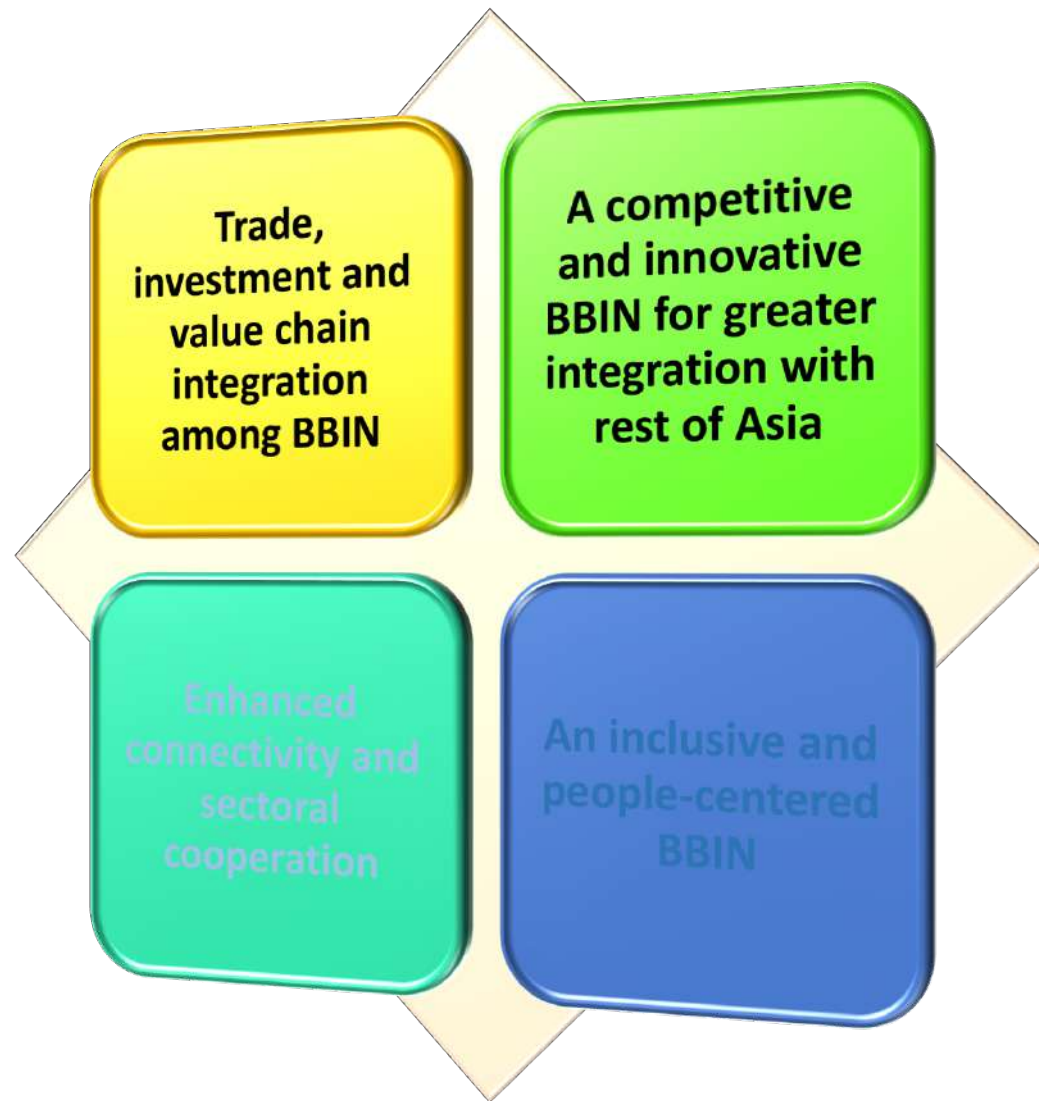 Trade,
investment and
value chain
integration
among BBIN
A competitive
and innovative
BBIN for greater
integration with
rest of Asia
Enhanced
connectivity and
sectoral
cooperation
An inclusive and
people-centered
BBIN